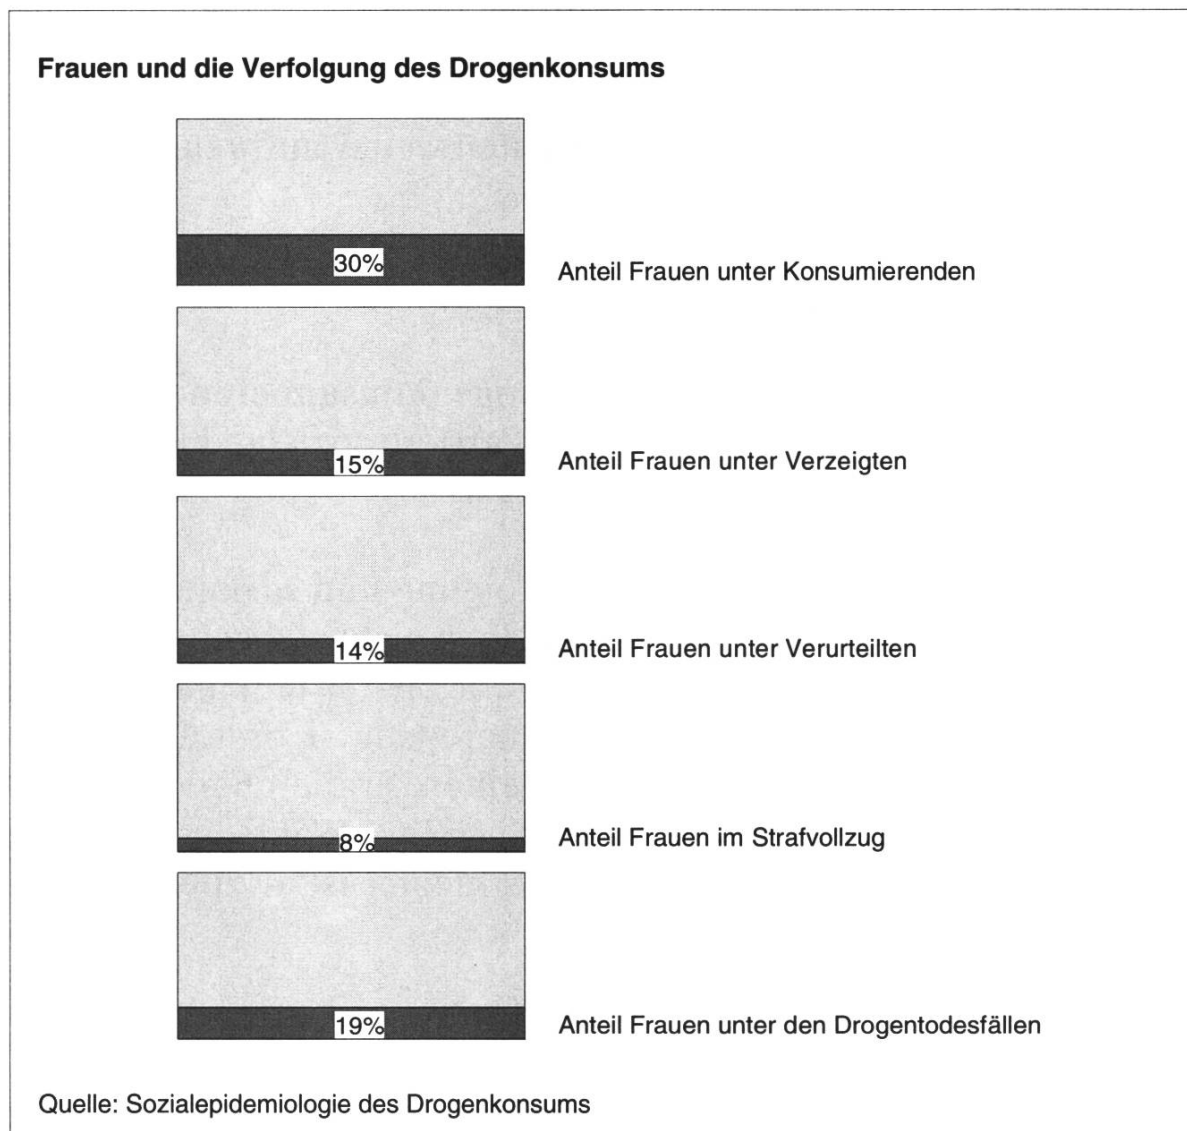 Frauen und die Verfolgung des Drogenkonsums
30%
Anteil Frauen unter Konsumierenden
15%
Anteil Frauen unter Verzeigten
14%
Anteil Frauen unter Verurteilten
8%
Anteil Frauen im Strafvollzug
19%
Anteil Frauen unter den Drogentodesfällen
Quelle: Sozialepidemiologie des Drogenkonsums